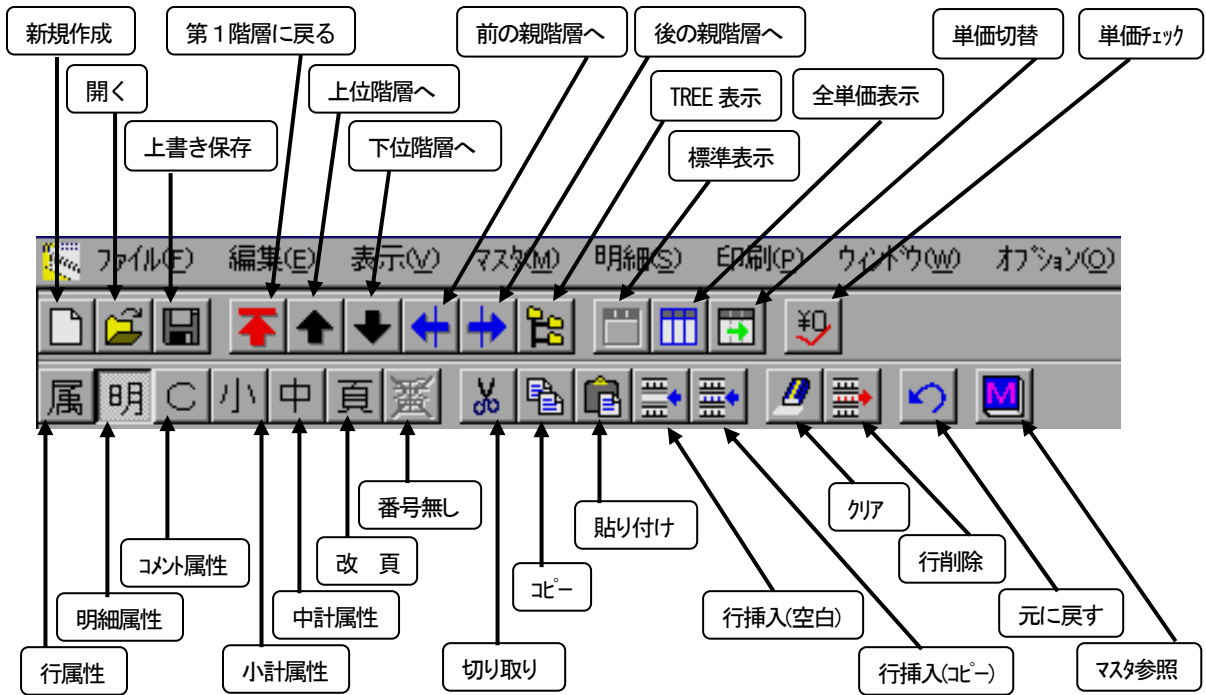 新規作成
第１階層に戻る
前の親階層へ
後の親階層へ
単価切替
単価ﾁｪｯｸ
開く
上位階層へ
TREE 表示
全単価表示
上書き保存
下位階層へ
標準表示
ﾌｧｲﾙ(F) 編集(E) 表示(V) ﾏｽﾀ(M) 明細(S) 印刷(P) ｳｨﾝﾄﾞｳ(W) ｵﾌﾟｼｮﾝ(O)
¥0
属 明 C 小 中 頁 番 M
番号無し
クリア
貼り付け
コメント属性
改　頁
行削除
ｺﾋﾟｰ
明細属性
中計属性
行挿入(空白)
元に戻す
行属性
小計属性
切り取り
行挿入(ｺﾋﾟｰ)
ﾏｽﾀ参照